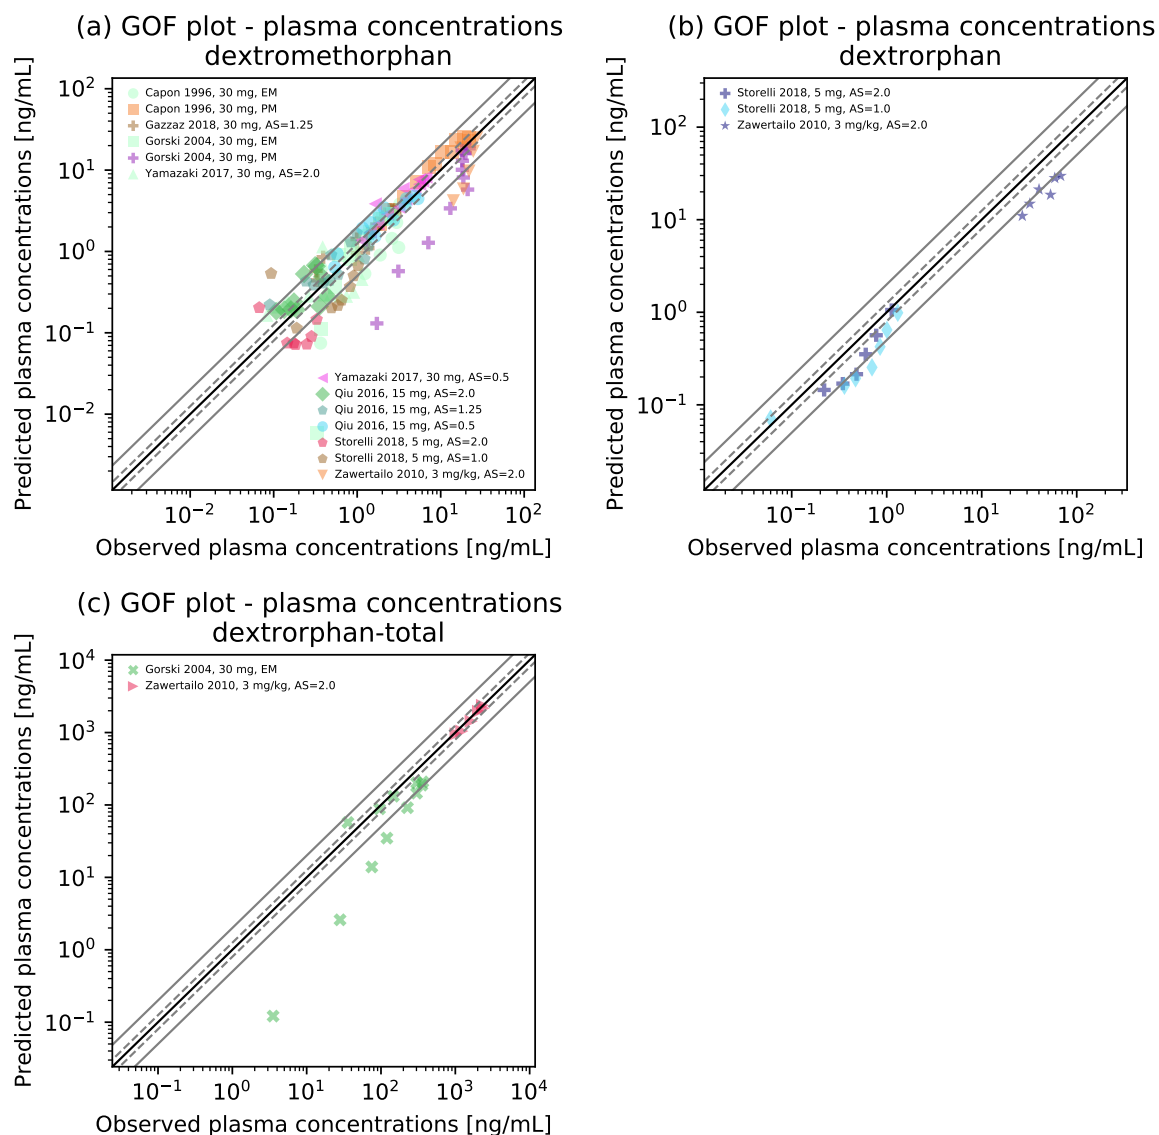 (a) GOF plot - plasma concentrations
dextromethorphan
Predicted plasma concentrations [ng/mL]
10^2
10^1
10^0
10^-1
10^-2
Capon 1996, 30 mg, EM
Capon 1996, 30 mg, PM
Gazzaz 2018, 30 mg, AS=1.25
Gorski 2004, 30 mg, EM
Gorski 2004, 30 mg, PM
Yamazaki 2017, 30 mg, AS=2.0
Yamazaki 2017, 30 mg, AS=0.5
Qiu 2016, 15 mg, AS=2.0
Qiu 2016, 15 mg, AS=1.25
Qiu 2016, 15 mg, AS=0.5
Storelli 2018, 5 mg, AS=2.0
Storelli 2018, 5 mg, AS=1.0
Zawertailo 2010, 3 mg/kg, AS=2.0
10^-2 10^-1 10^0 10^1 10^2
Observed plasma concentrations [ng/mL]
(b) GOF plot - plasma concentrations
dextrorphan
Predicted plasma concentrations [ng/mL]
10^2
10^1
10^0
10^-1
Storelli 2018, 5 mg, AS=2.0
Storelli 2018, 5 mg, AS=1.0
Zawertailo 2010, 3 mg/kg, AS=2.0
10^-1 10^0 10^1 10^2
Observed plasma concentrations [ng/mL]
(c) GOF plot - plasma concentrations
dextrorphan-total
Predicted plasma concentrations [ng/mL]
10^4
10^3
10^2
10^1
10^0
10^-1
Gorski 2004, 30 mg, EM
Zawertailo 2010, 3 mg/kg, AS=2.0
10^-1 10^0 10^1 10^2 10^3 10^4
Observed plasma concentrations [ng/mL]